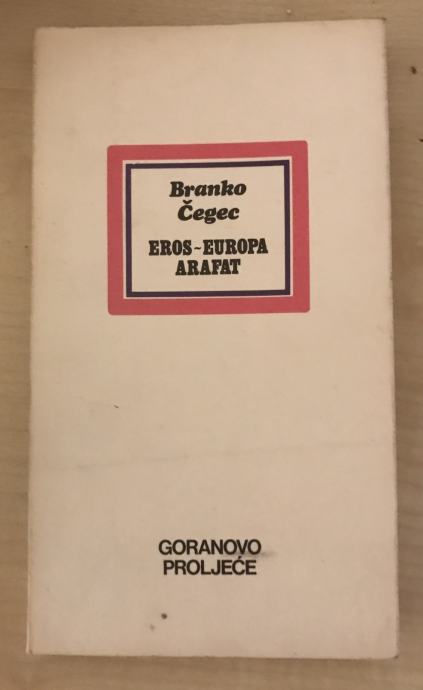 Branko
Čegec
EROS-EUROPA
ARAFAT
GORANOVO
PROLJEĆE